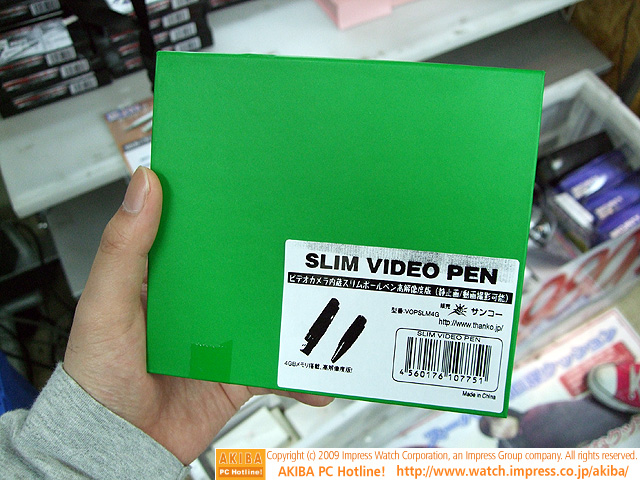 SLIM VIDEO PEN
ビデオカメラ内蔵スリムボールペン高解像度版(静止画/動画撮影可能)
型番:VOPSLM4G 販売 サンコー
http://www.thanko.jp/
SLIM VIDEO PEN
4 560176 107751
4GBメモリ搭載、高解像度版!
Made in China
AKIBA PC Hotline!
Copyright (c) 2009 Impress Watch Corporation, an Impress Group company. All rights reserved.
AKIBA PC Hotline! http://www.watch.impress.co.jp/akiba/